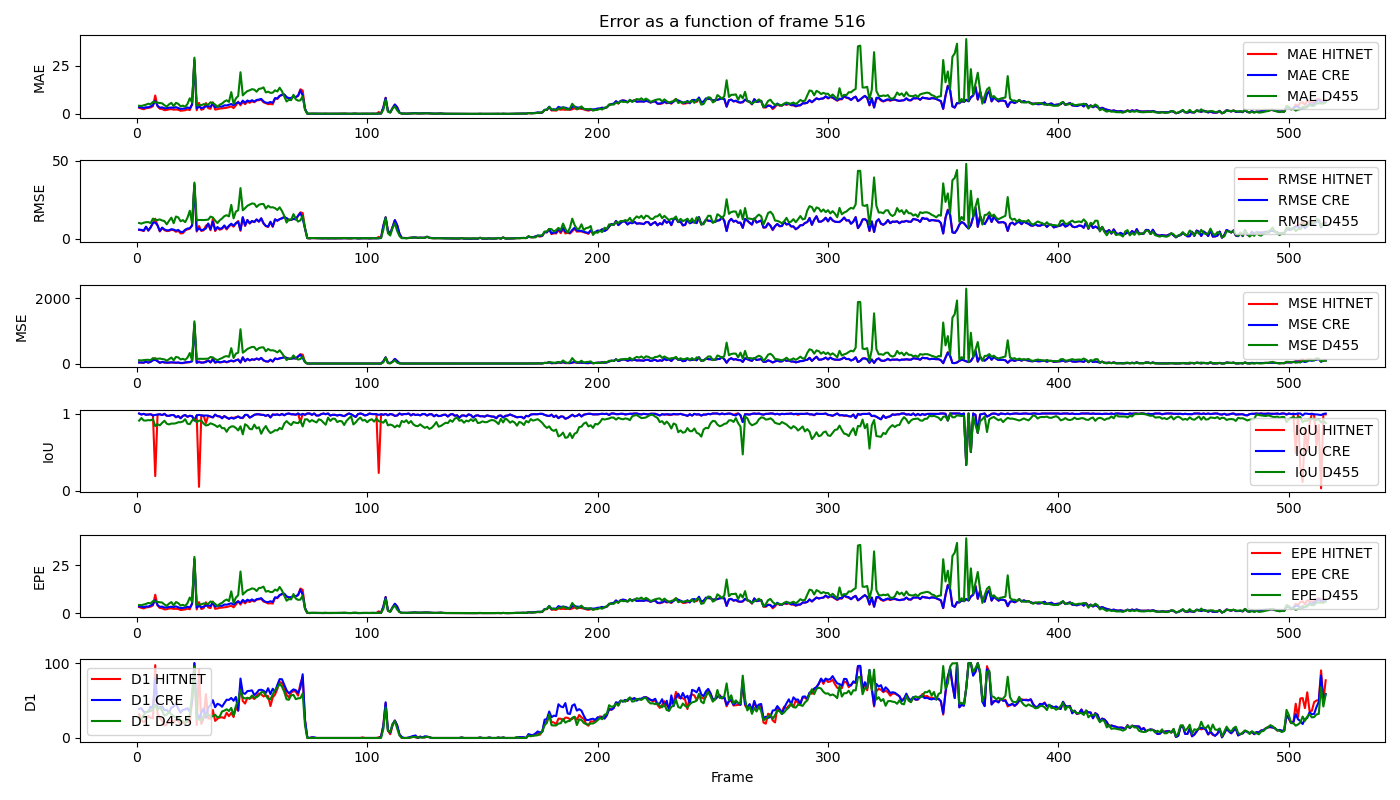 Error as a function of frame 516
MAE
25
0
MAE HITNET
MAE CRE
MAE D455
0 100 200 300 400 500
RMSE
50
0
RMSE HITNET
RMSE CRE
RMSE D455
0 100 200 300 400 500
MSE
2000
0
MSE HITNET
MSE CRE
MSE D455
0 100 200 300 400 500
IoU
1
0
IoU HITNET
IoU CRE
IoU D455
0 100 200 300 400 500
EPE
25
0
EPE HITNET
EPE CRE
EPE D455
0 100 200 300 400 500
D1
100
0
D1 HITNET
D1 CRE
D1 D455
0 100 200 300 400 500
Frame